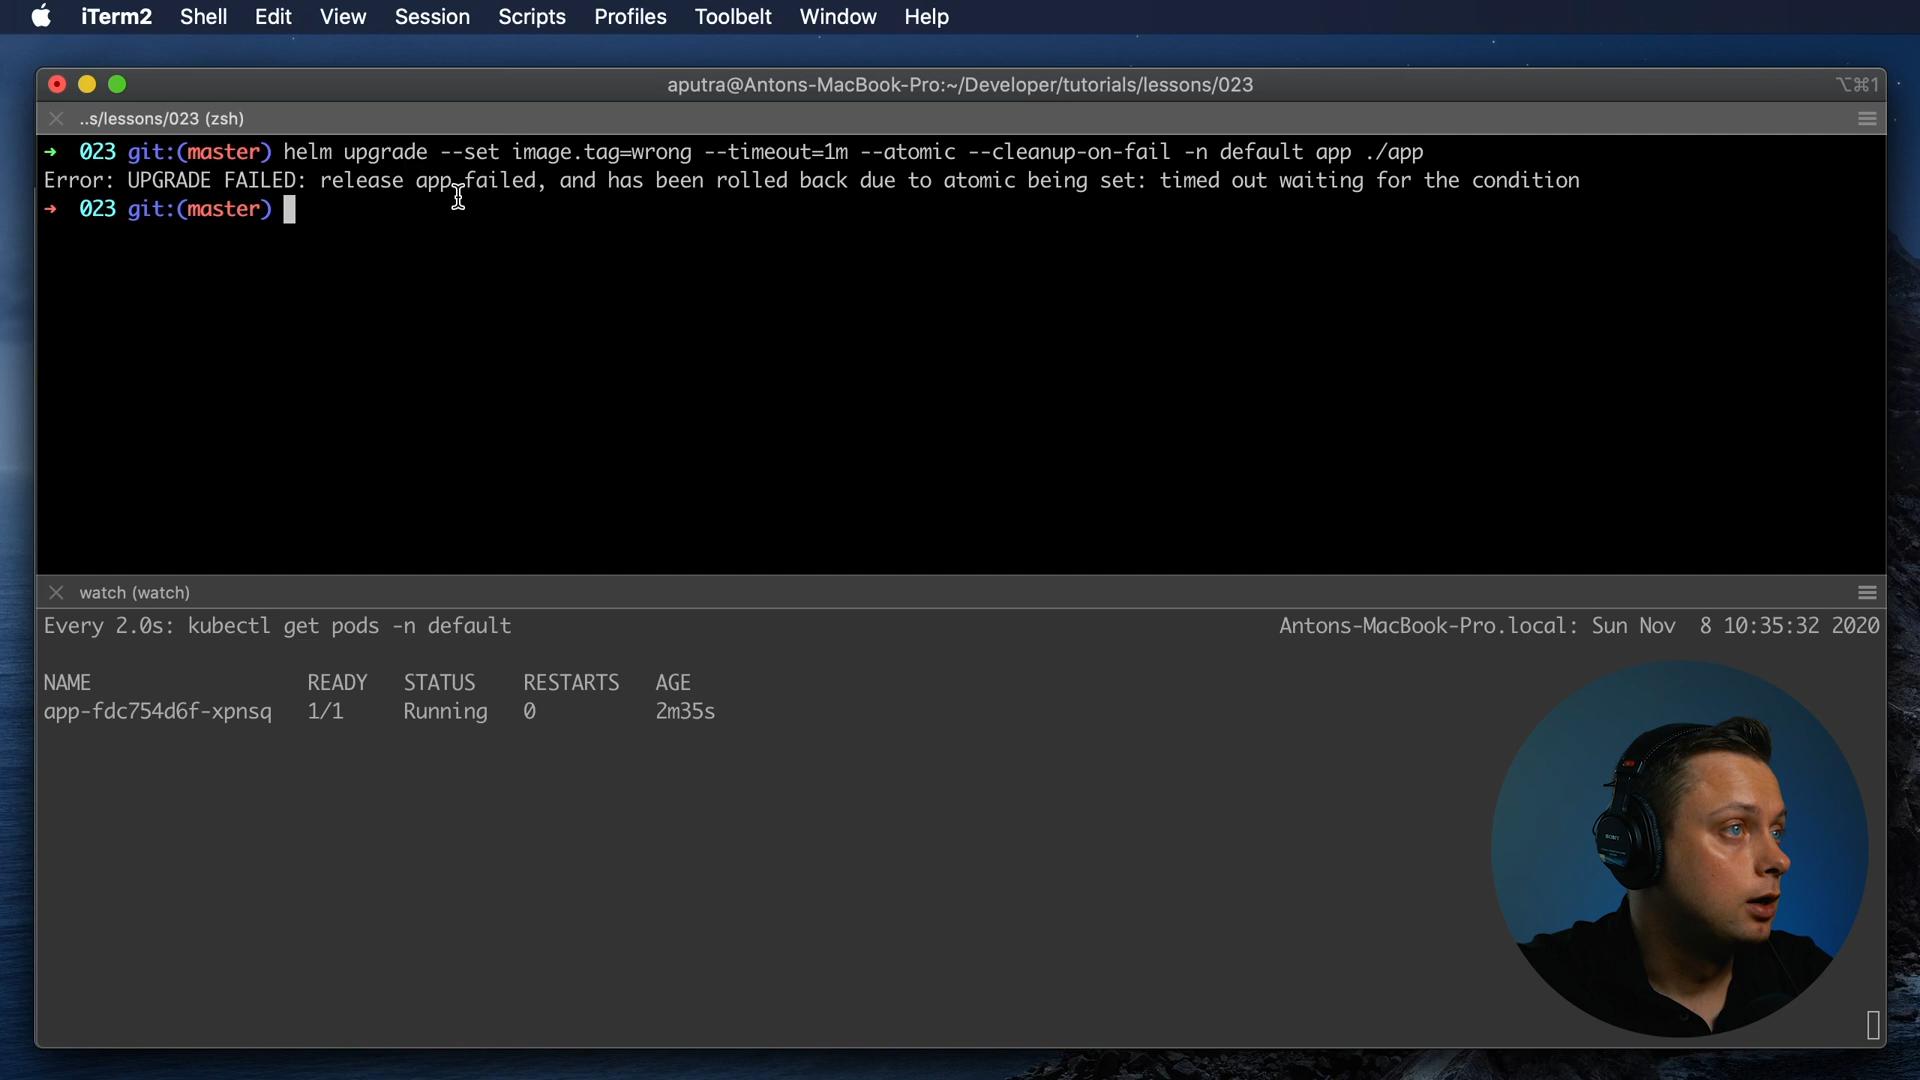 iTerm2 Shell Edit View Session Scripts Profiles Toolbelt Window Help
aputra@Antons-MacBook-Pro:~/Developer/tutorials/lessons/023 ⌥⌘1
..s/lessons/023 (zsh)
→ 023 git:(master) helm upgrade --set image.tag=wrong --timeout=1m --atomic --cleanup-on-fail -n default app ./app
Error: UPGRADE FAILED: release app failed, and has been rolled back due to atomic being set: timed out waiting for the condition
→ 023 git:(master)
watch (watch)
Every 2.0s: kubectl get pods -n default Antons-MacBook-Pro.local: Sun Nov 8 10:35:32 2020
NAME READY STATUS RESTARTS AGE
app-fdc754d6f-xpnsq 1/1 Running 0 2m35s
SONY